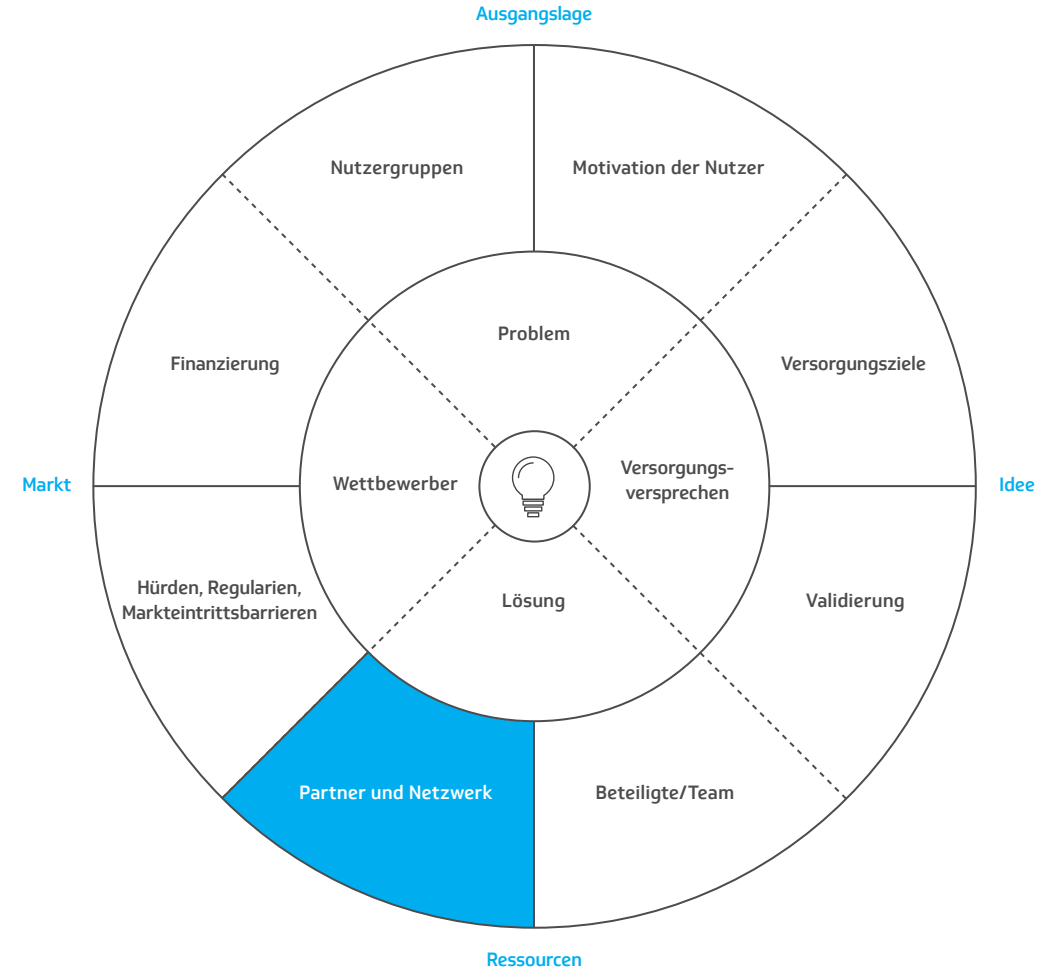 Ausgangslage
Nutzergruppen
Motivation der Nutzer
Problem
Finanzierung
Versorgungsziele
Markt
Wettbewerber
Versorgungs-
versprechen
Idee
Hürden, Regularien,
Markteintrittsbarrieren
Lösung
Validierung
Partner und Netzwerk
Beteiligte/Team
Ressourcen